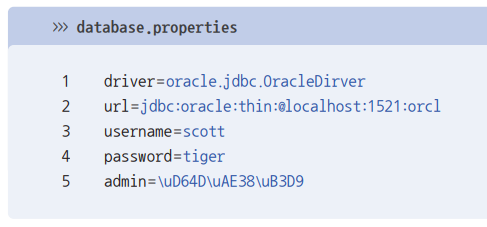 >>> database.properties
1 driver=oracle.jdbc.OracleDirver
2 url=jdbc:oracle:thin:@localhost:1521:orcl
3 username=scott
4 password=tiger
5 admin=\uD64D\uAE38\uB3D9